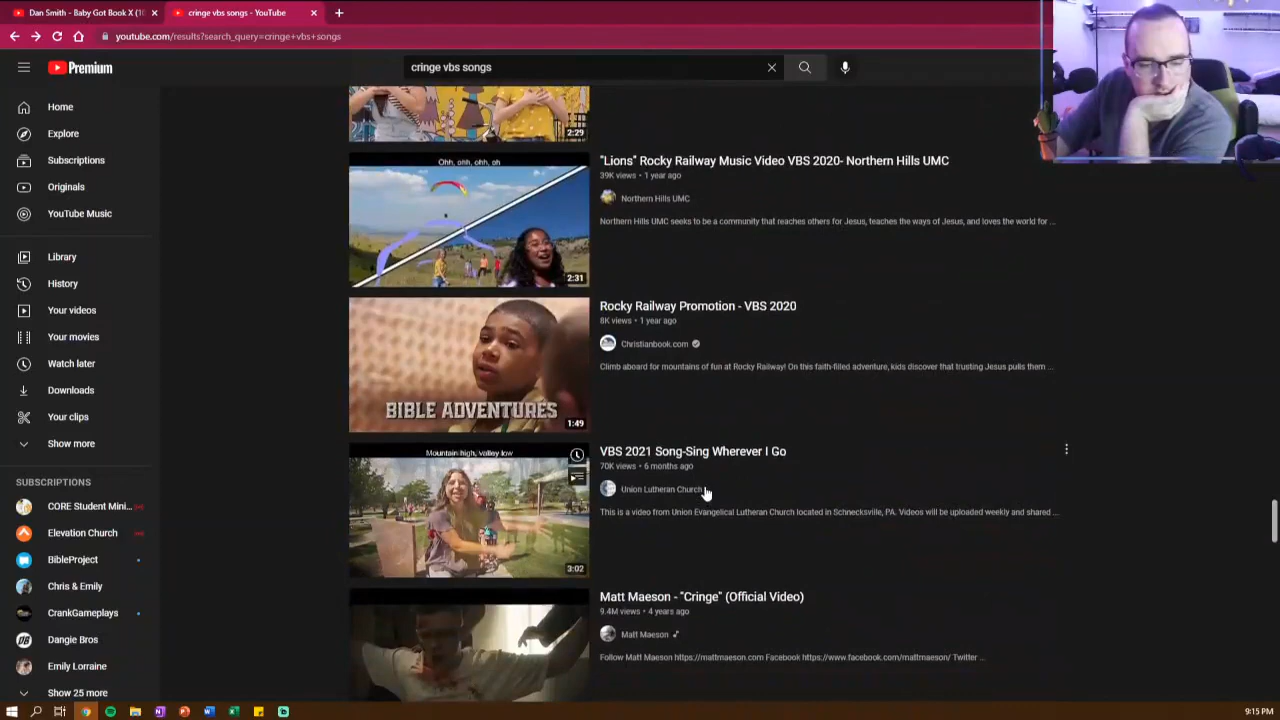 Dan Smith - Baby Got Book X (1
cringe vbs songs - YouTube
youtube.com/results?search_query=cringe+vbs+songs
Premium
cringe vbs songs
Home
Explore
Subscriptions
Originals
YouTube Music
Library
History
Your videos
Your movies
Watch later
Downloads
Your clips
Show more
SUBSCRIPTIONS
CORE Student Mini...
Elevation Church
BibleProject
Chris & Emily
CrankGameplays
Dangie Bros
Emily Lorraine
Show 25 more
2:29
Ohh, ohh, ohh, oh
2:31
"Lions" Rocky Railway Music Video VBS 2020- Northern Hills UMC
39K views • 1 year ago
Northern Hills UMC
Northern Hills UMC seeks to be a community that reaches others for Jesus, teaches the ways of Jesus, and loves the world for ...
BIBLE ADVENTURES
1:49
Rocky Railway Promotion - VBS 2020
8K views • 1 year ago
Christianbook.com
Climb aboard for mountains of fun at Rocky Railway! On this faith-filled adventure, kids discover that trusting Jesus pulls them ...
Mountain high, valley low
3:02
VBS 2021 Song-Sing Wherever I Go
70K views • 6 months ago
Union Lutheran Church
This is a video from Union Evangelical Lutheran Church located in Schnecksville, PA. Videos will be uploaded weekly and shared ...
Matt Maeson - "Cringe" (Official Video)
9.4M views • 4 years ago
Matt Maeson
Follow Matt Maeson https://mattmaeson.com Facebook https://www.facebook.com/mattmaeson/ Twitter ...
9:15 PM